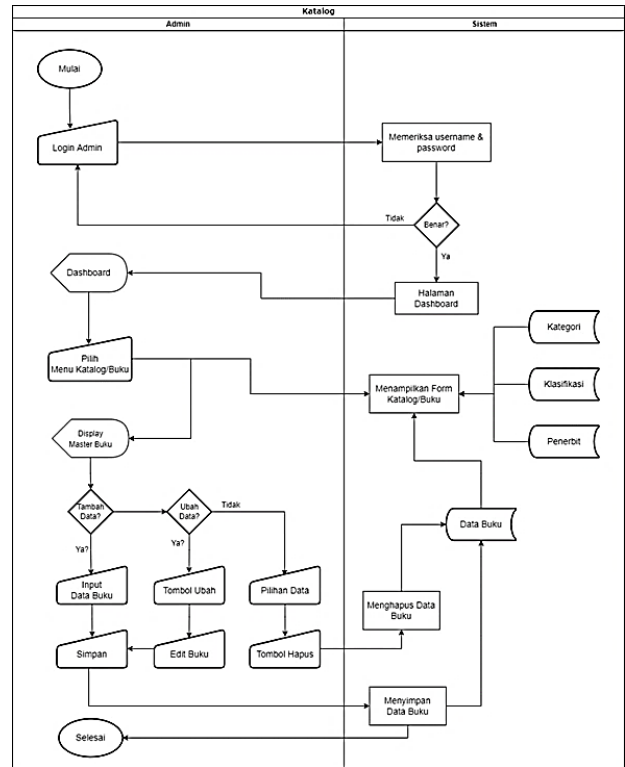 Katalog
Admin
Sistem
Mulai
Login Admin
Memeriksa username &
password
Tidak
Benar?
Ya
Dashboard
Halaman
Dashboard
Kategori
Pilih
Menu Katalog/Buku
Menampilkan Form
Katalog/Buku
Klasifikasi
Display
Master Buku
Penerbit
Tambah
Data?
Ubah
Data?
Tidak
Data Buku
Ya?
Ya?
Input
Data Buku
Tombol Ubah
Pilihan Data
Menghapus Data
Buku
Simpan
Edit Buku
Tombol Hapus
Menyimpan
Data Buku
Selesai